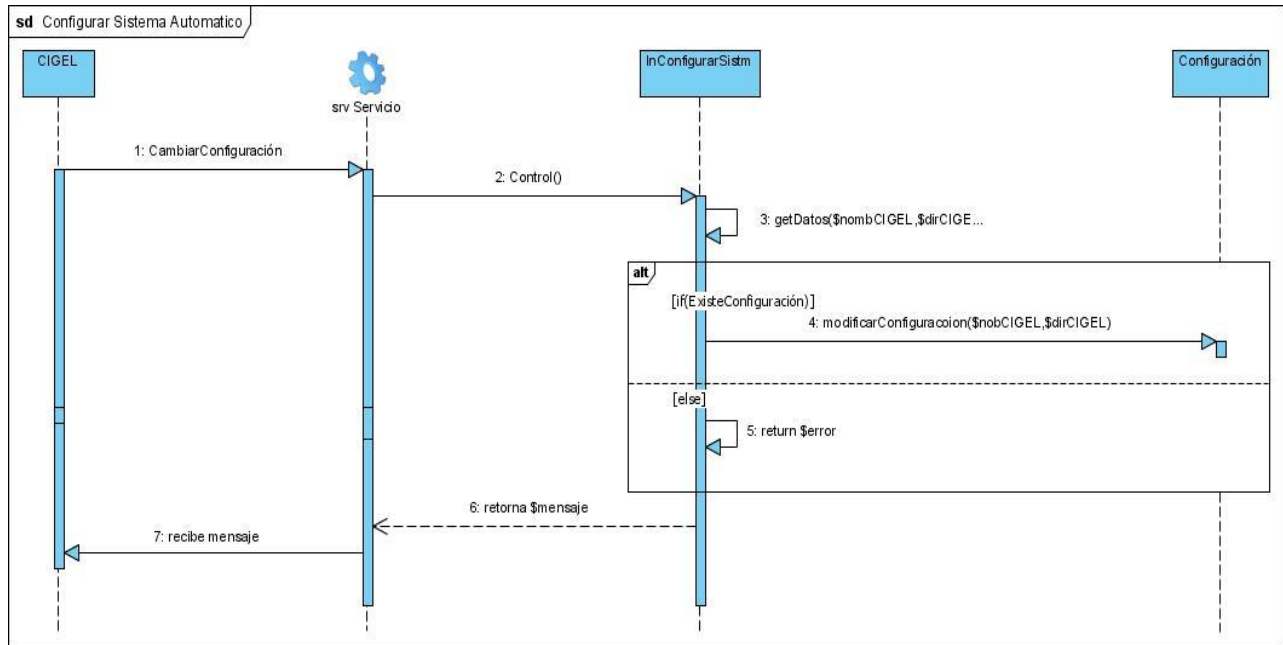 sd Configurar Sistema Automatico
CIGEL
srv Servicio
InConfigurarSistm
Configuración
1: CambiarConfiguración
2: Control()
3: getDatos($nombCIGEL,$dirCIGE...
alt
[if(ExisteConfiguración)]
4: modificarConfiguracoion($nobCIGEL,$dirCIGEL)
[else]
5: return $error
6: retorna $mensaje
7: recibe mensaje